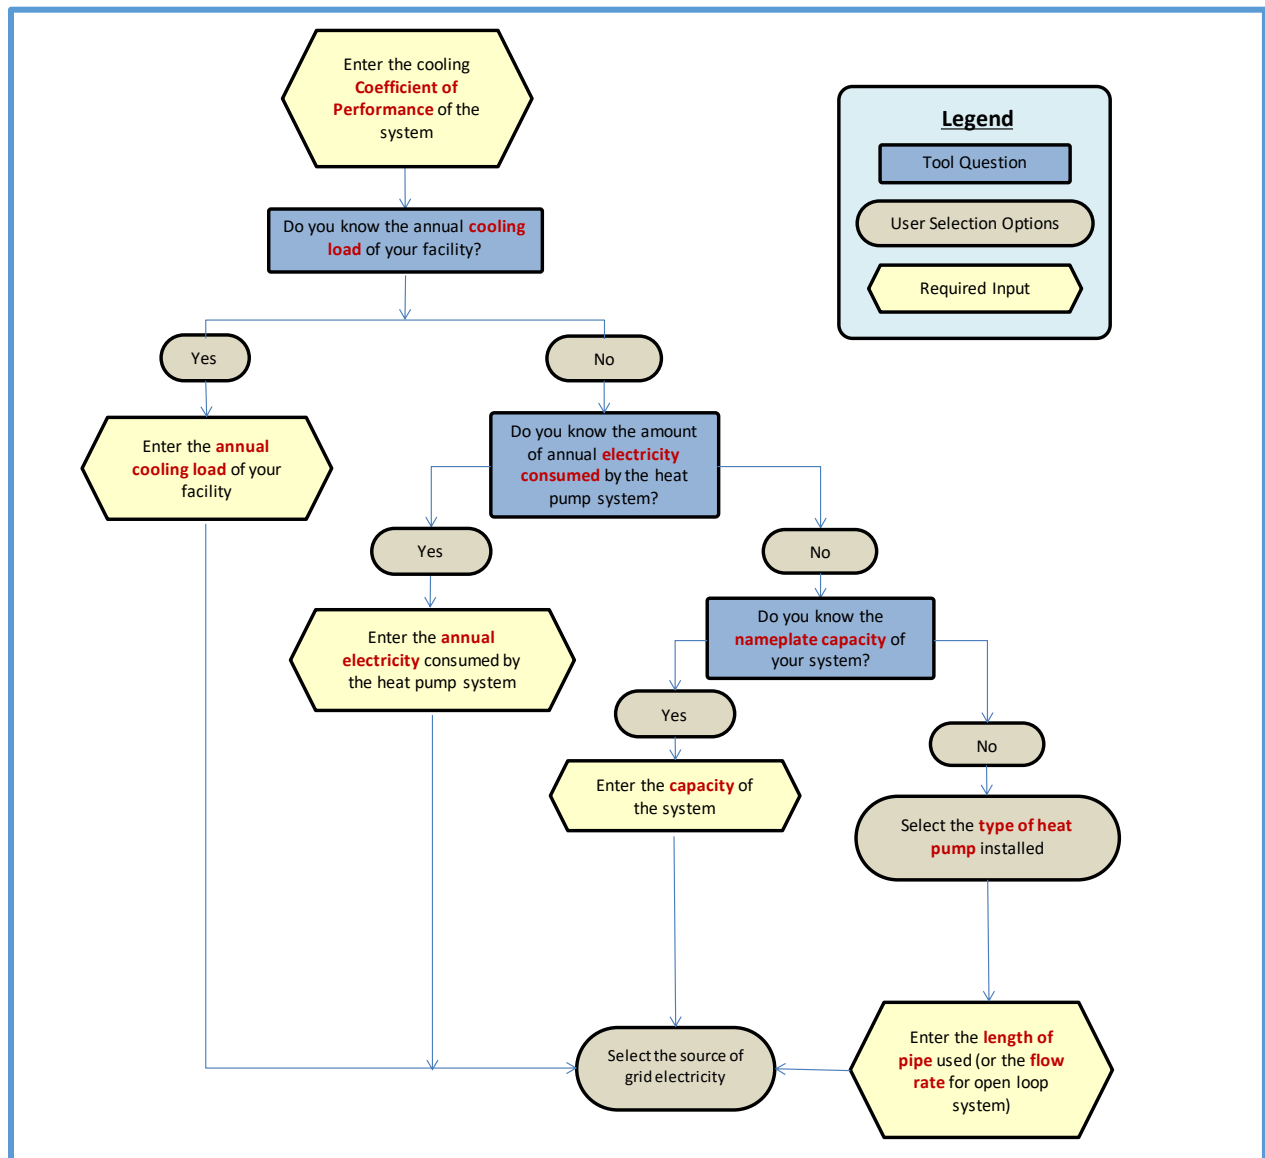 Enter the cooling
Coefficient of
Performance of the
system
Legend
Tool Question
User Selection Options
Required Input
Do you know the annual cooling
load of your facility?
Yes
No
Enter the annual
cooling load of your
facility
Do you know the amount
of annual electricity
consumed by the heat
pump system?
Yes
No
Enter the annual
electricity consumed by
the heat pump system
Do you know the
nameplate capacity of
your system?
Yes
No
Enter the capacity of
the system
Select the type of heat
pump installed
Select the source of
grid electricity
Enter the length of
pipe used (or the flow
rate for open loop
system)